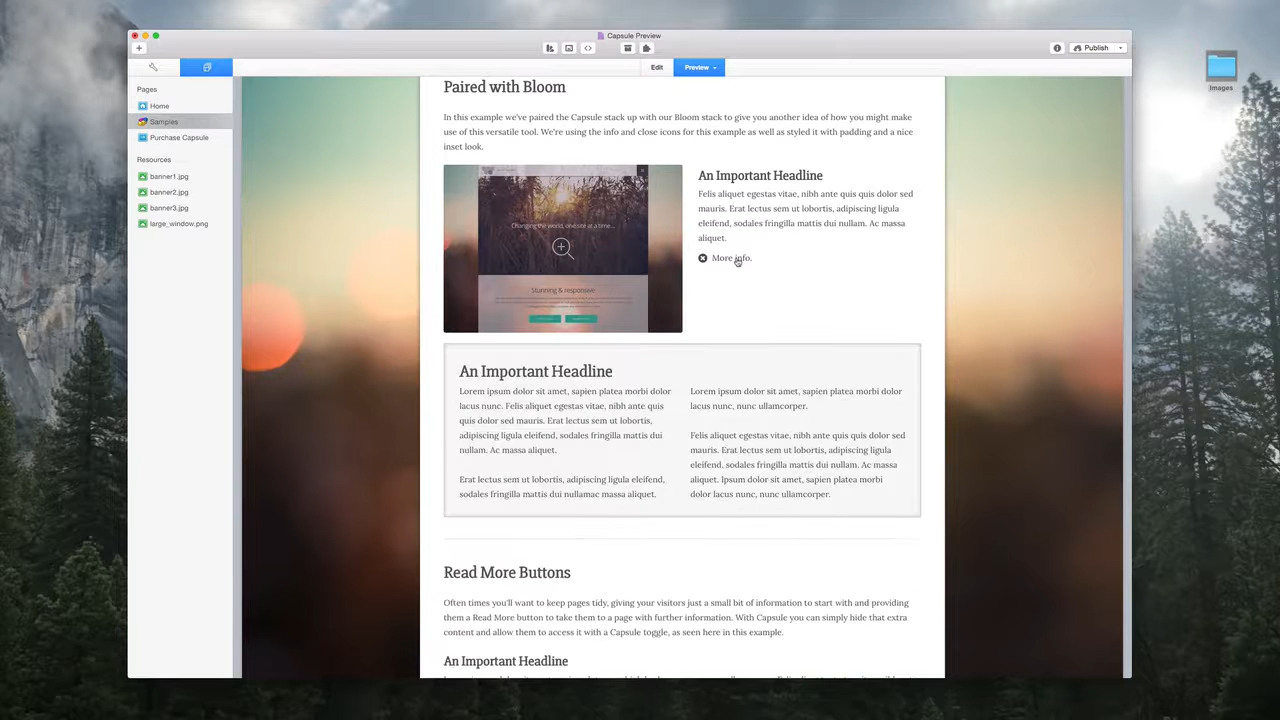 Capsule Preview
Publish
Edit
Preview
Images
Pages
Home
Samples
Purchase Capsule
Resources
banner1.jpg
banner2.jpg
banner3.jpg
large_window.png
Paired with Bloom
In this example we've paired the Capsule stack up with our Bloom stack to give you another idea of how you might make
use of this versatile tool. We're using the info and close icons for this example as well as styled it with padding and a nice
inset look.
Changing the world, one site at a time...
Stunning & responsive
An Important Headline
Felis aliquet egestas vitae, nibh ante quis quis dolor sed
mauris. Erat lectus sem ut lobortis, adipiscing ligula
eleifend, sodales fringilla mattis dui nullam. Ac massa
aliquet.
More info.
An Important Headline
Lorem ipsum dolor sit amet, sapien platea morbi dolor
lacus nunc. Felis aliquet egestas vitae, nibh ante quis
quis dolor sed mauris. Erat lectus sem ut lobortis,
adipiscing ligula eleifend, sodales fringilla mattis dui
nullam. Ac massa aliquet.
Erat lectus sem ut lobortis, adipiscing ligula eleifend,
sodales fringilla mattis dui nullamac massa aliquet.
Lorem ipsum dolor sit amet, sapien platea morbi dolor
lacus nunc, nunc ullamcorper.
Felis aliquet egestas vitae, nibh ante quis quis dolor sed
mauris. Erat lectus sem ut lobortis, adipiscing ligula
eleifend, sodales fringilla mattis dui nullam. Ac massa
aliquet. Ipsum dolor sit amet, sapien platea morbi
dolor lacus nunc, nunc ullamcorper.
Read More Buttons
Often times you'll want to keep pages tidy, giving your visitors just a small bit of information to start with and providing
them a Read More button to take them to a page with further information. With Capsule you can simply hide that extra
content and allow them to access it with a Capsule toggle, as seen here in this example.
An Important Headline